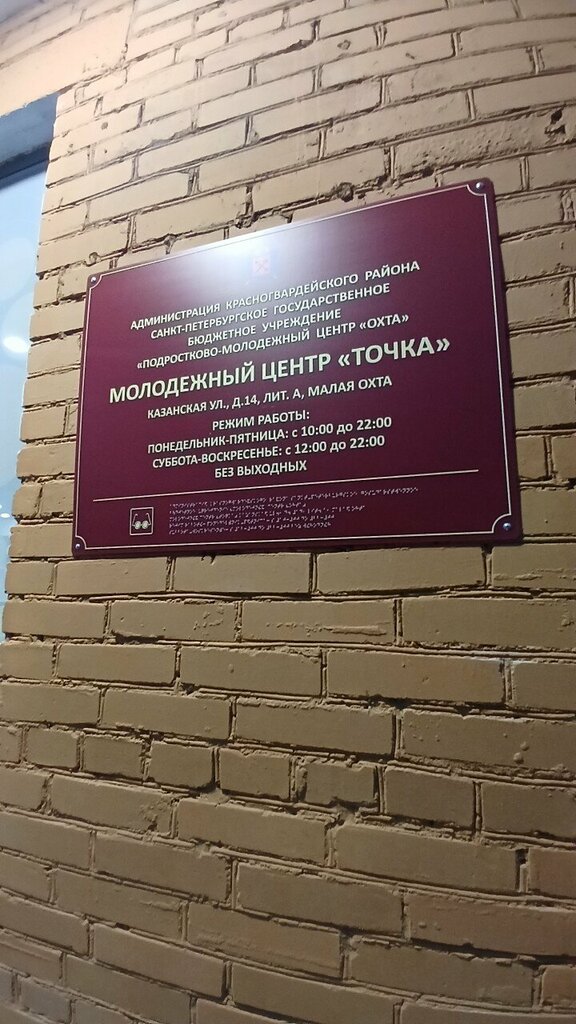 АДМИНИСТРАЦИЯ КРАСНОГВАРДЕЙСКОГО РАЙОНА
САНКТ-ПЕТЕРБУРГСКОЕ ГОСУДАРСТВЕННОЕ
БЮДЖЕТНОЕ УЧРЕЖДЕНИЕ
«ПОДРОСТКОВО-МОЛОДЕЖНЫЙ ЦЕНТР «ОХТА»
МОЛОДЕЖНЫЙ ЦЕНТР «ТОЧКА»
КАЗАНСКАЯ УЛ., Д.14, ЛИТ. А, МАЛАЯ ОХТА
РЕЖИМ РАБОТЫ:
ПОНЕДЕЛЬНИК-ПЯТНИЦА: с 10:00 до 22:00
СУББОТА-ВОСКРЕСЕНЬЕ: с 12:00 до 22:00
БЕЗ ВЫХОДНЫХ